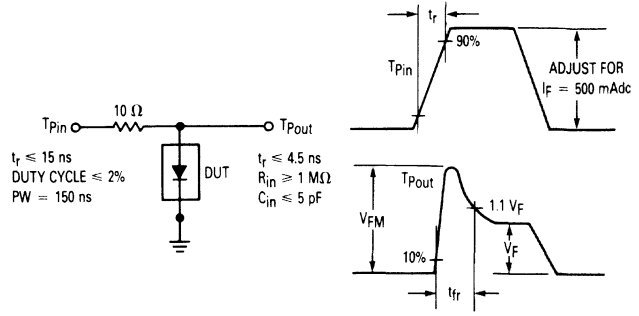 10 Ω
TPin
TPout
DUT
tr ≤ 15 ns
DUTY CYCLE ≤ 2%
PW = 150 ns
tr ≤ 4.5 ns
Rin ≥ 1 MΩ
Cin ≤ 5 pF
tr
90%
TPin
ADJUST FOR
IF = 500 mAdc
TPout
1.1 VF
VFM
VF
10%
tfr